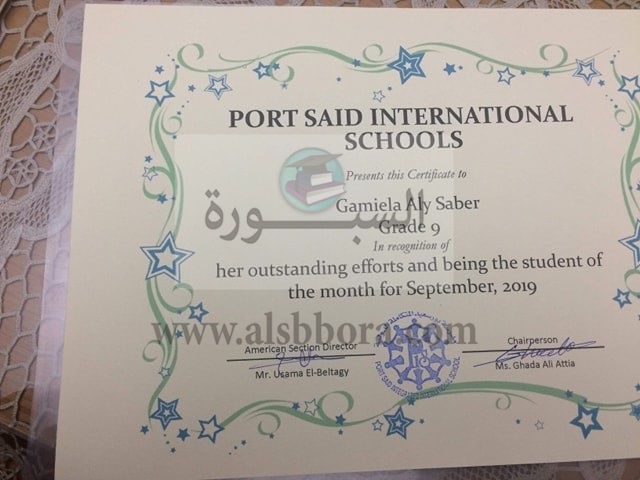 PORT SAID INTERNATIONAL
SCHOOLS
Presents this Certificate to
Gamiela Aly Saber
Grade 9
In recognition of
her outstanding efforts and being the student of
the month for September, 2019
السبورة
www.alsbbora.com
American Section Director
Mr. Usama El-Beltagy
Chairperson
Ms. Ghada Ali Attia